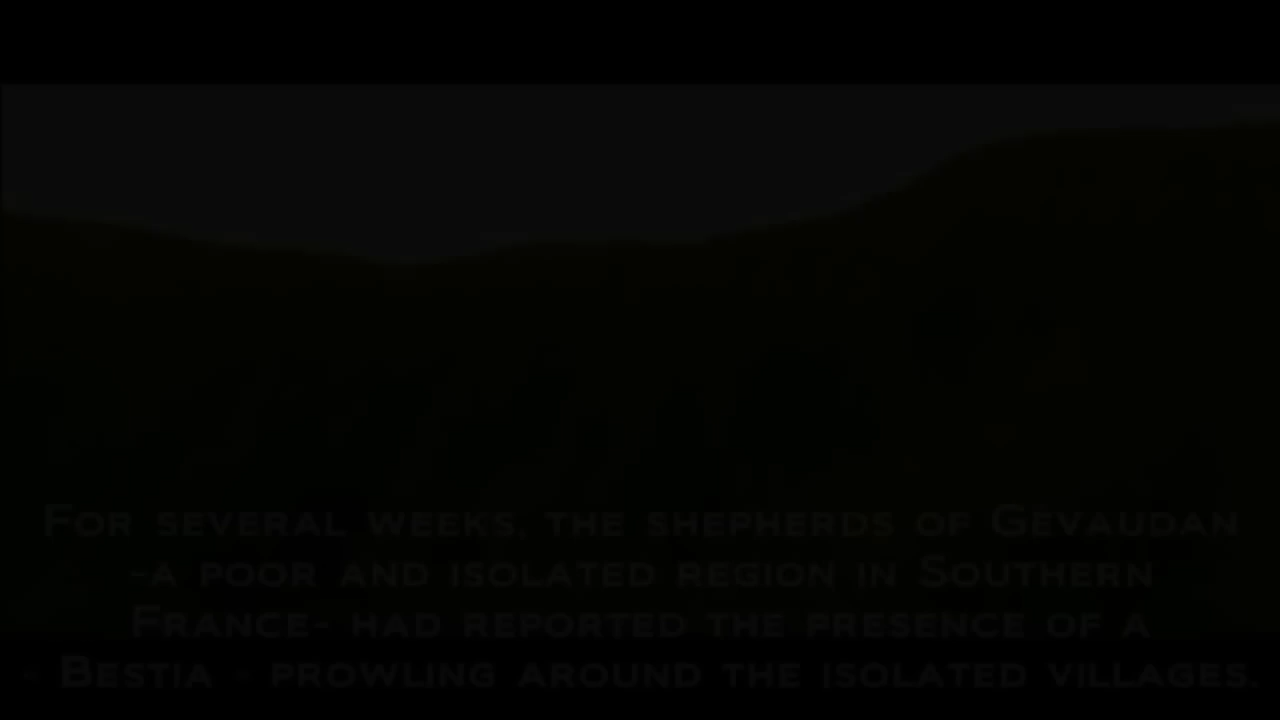 For several weeks, the shepherds of Gevaudan
-a poor and isolated region in Southern
France- had reported the presence of a
« Bestia » prowling around the isolated villages.